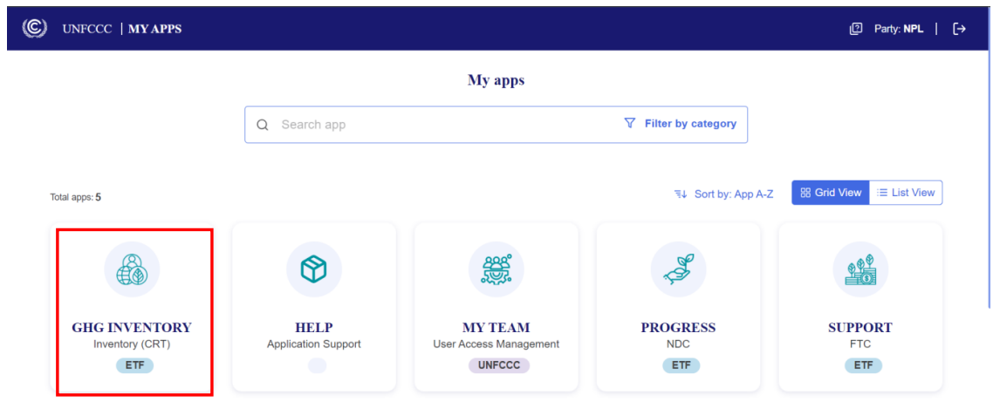 UNFCCC | MY APPS
Party: NPL |
My apps
Search app
Filter by category
Total apps: 5
Sort by: App A-Z
Grid View
List View
GHG INVENTORY
Inventory (CRT)
ETF
HELP
Application Support
MY TEAM
User Access Management
UNFCCC
PROGRESS
NDC
ETF
SUPPORT
FTC
ETF